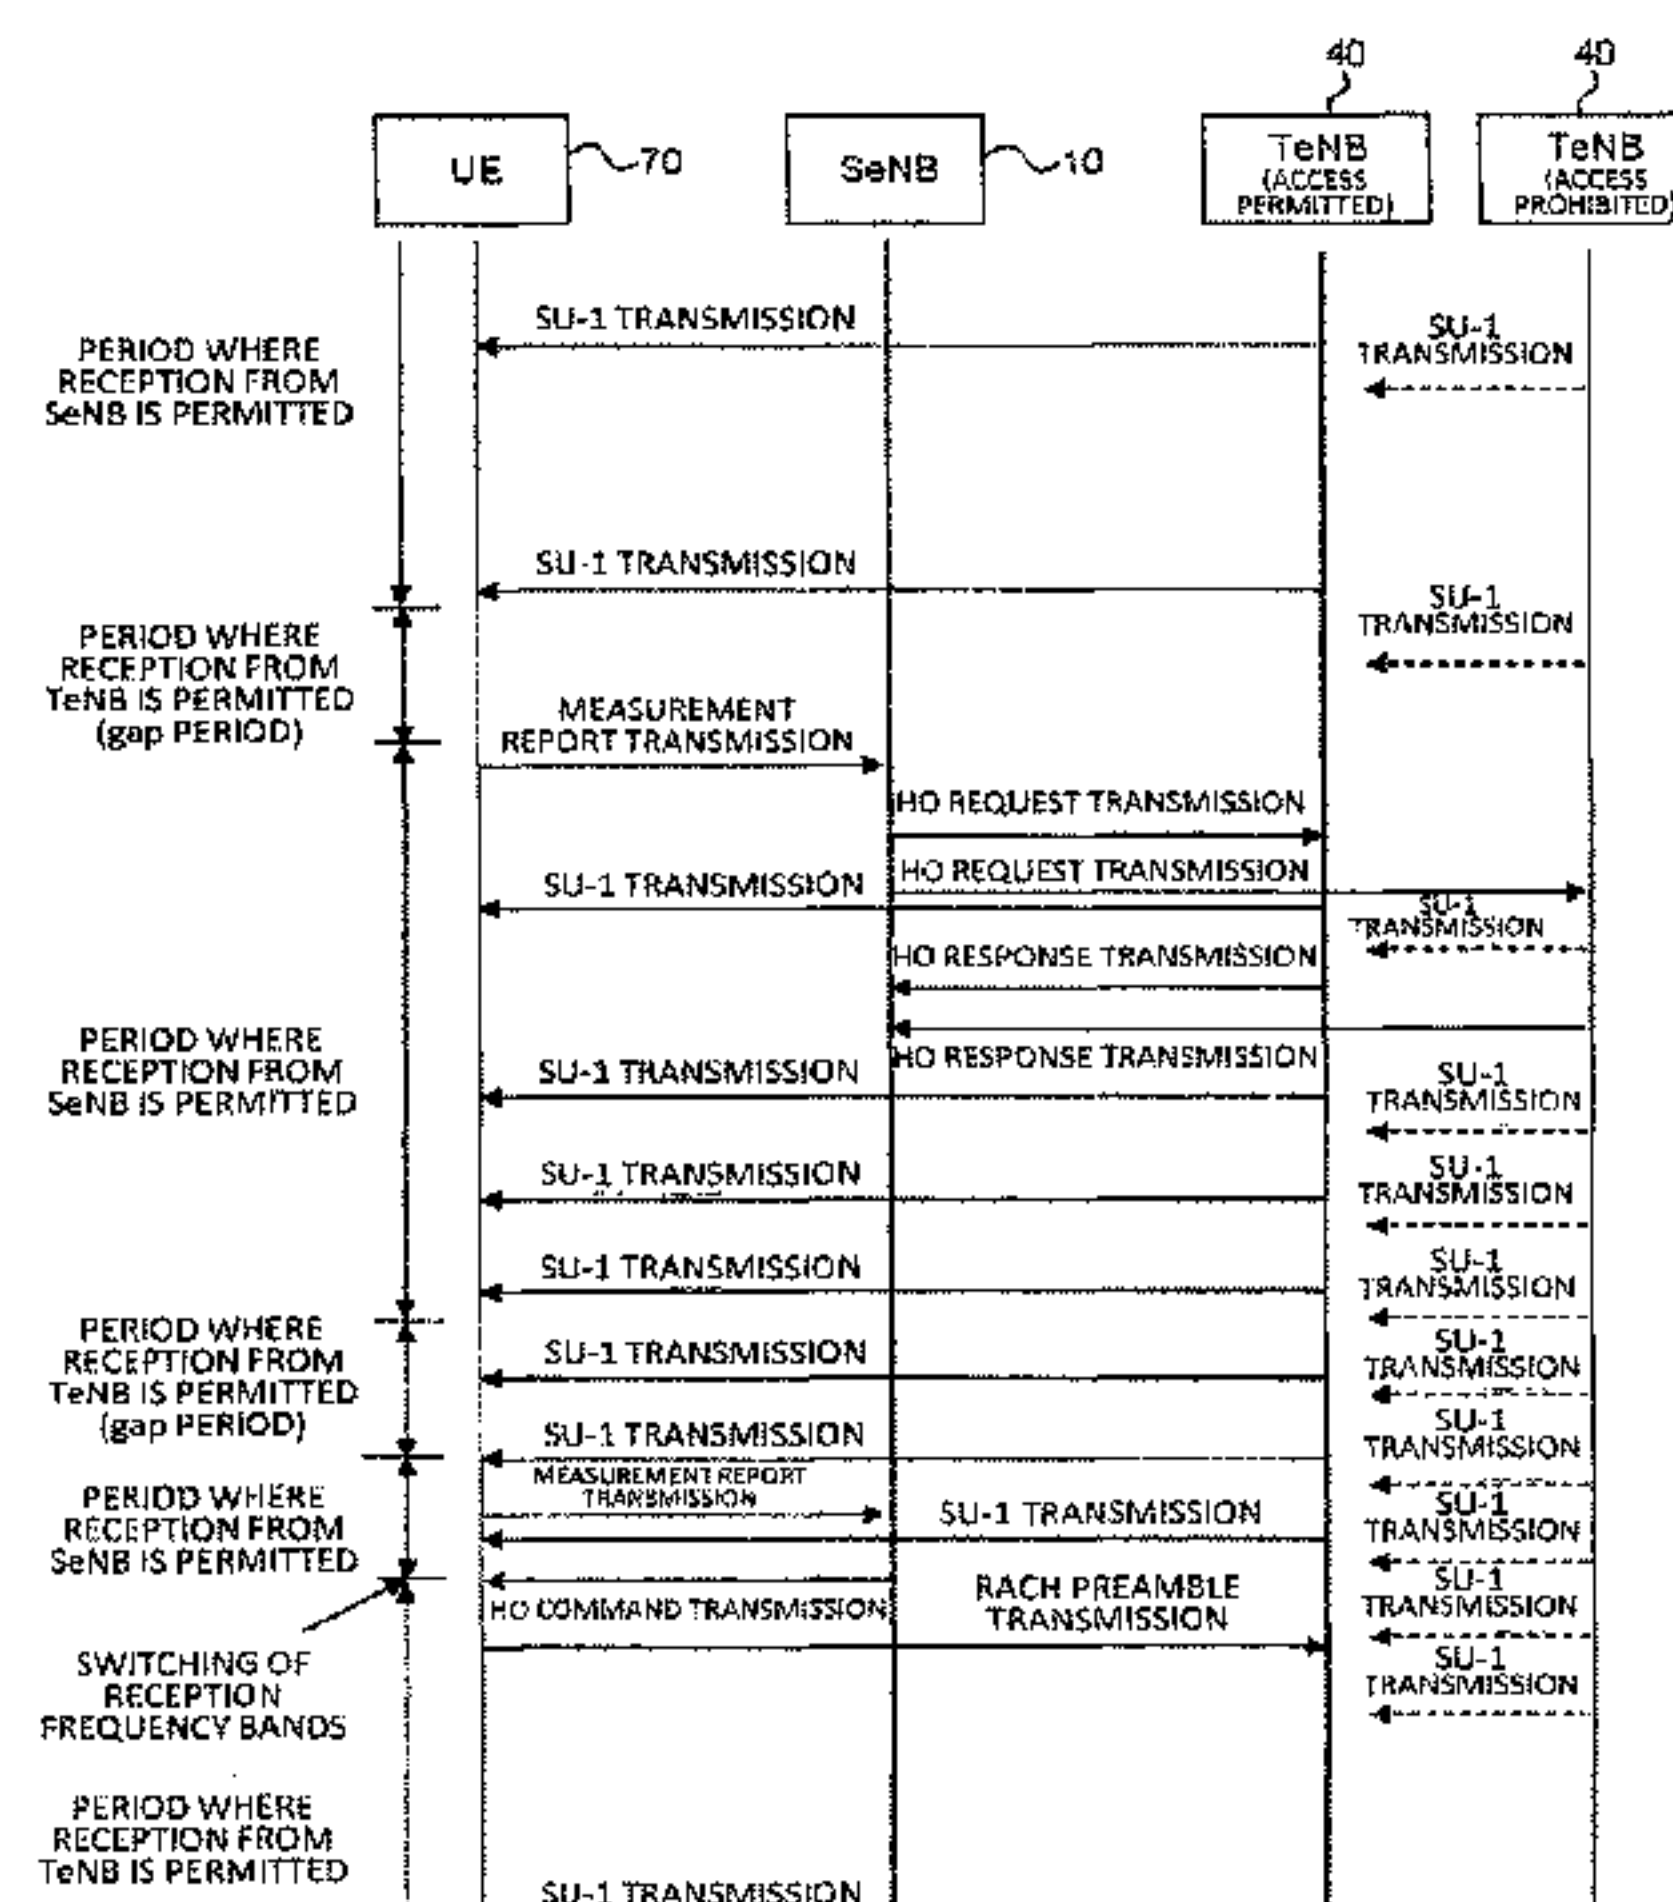 40
40
UE
70
SeNB
10
TeNB
(ACCESS
PERMITTED)
TeNB
(ACCESS
PROHIBITED)
SU-1 TRANSMISSION
SU-1
TRANSMISSION
PERIOD WHERE
RECEPTION FROM
SeNB IS PERMITTED
SU-1 TRANSMISSION
SU-1
TRANSMISSION
PERIOD WHERE
RECEPTION FROM
TeNB IS PERMITTED
(gap PERIOD)
MEASUREMENT
REPORT TRANSMISSION
HO REQUEST TRANSMISSION
HO REQUEST TRANSMISSION
SU-1 TRANSMISSION
SU-1
TRANSMISSION
HO RESPONSE TRANSMISSION
HO RESPONSE TRANSMISSION
PERIOD WHERE
RECEPTION FROM
SeNB IS PERMITTED
SU-1 TRANSMISSION
SU-1
TRANSMISSION
SU-1 TRANSMISSION
SU-1
TRANSMISSION
SU-1 TRANSMISSION
SU-1
TRANSMISSION
PERIOD WHERE
RECEPTION FROM
TeNB IS PERMITTED
(gap PERIOD)
SU-1 TRANSMISSION
SU-1
TRANSMISSION
SU-1 TRANSMISSION
SU-1
TRANSMISSION
MEASUREMENT REPORT
TRANSMISSION
PERIOD WHERE
RECEPTION FROM
SeNB IS PERMITTED
SU-1 TRANSMISSION
SU-1
TRANSMISSION
HO COMMAND TRANSMISSION
RACH PREAMBLE
TRANSMISSION
SU-1
TRANSMISSION
SU-1
TRANSMISSION
SWITCHING OF
RECEPTION
FREQUENCY BANDS
PERIOD WHERE
RECEPTION FROM
TeNB IS PERMITTED
SU-1 TRANSMISSION